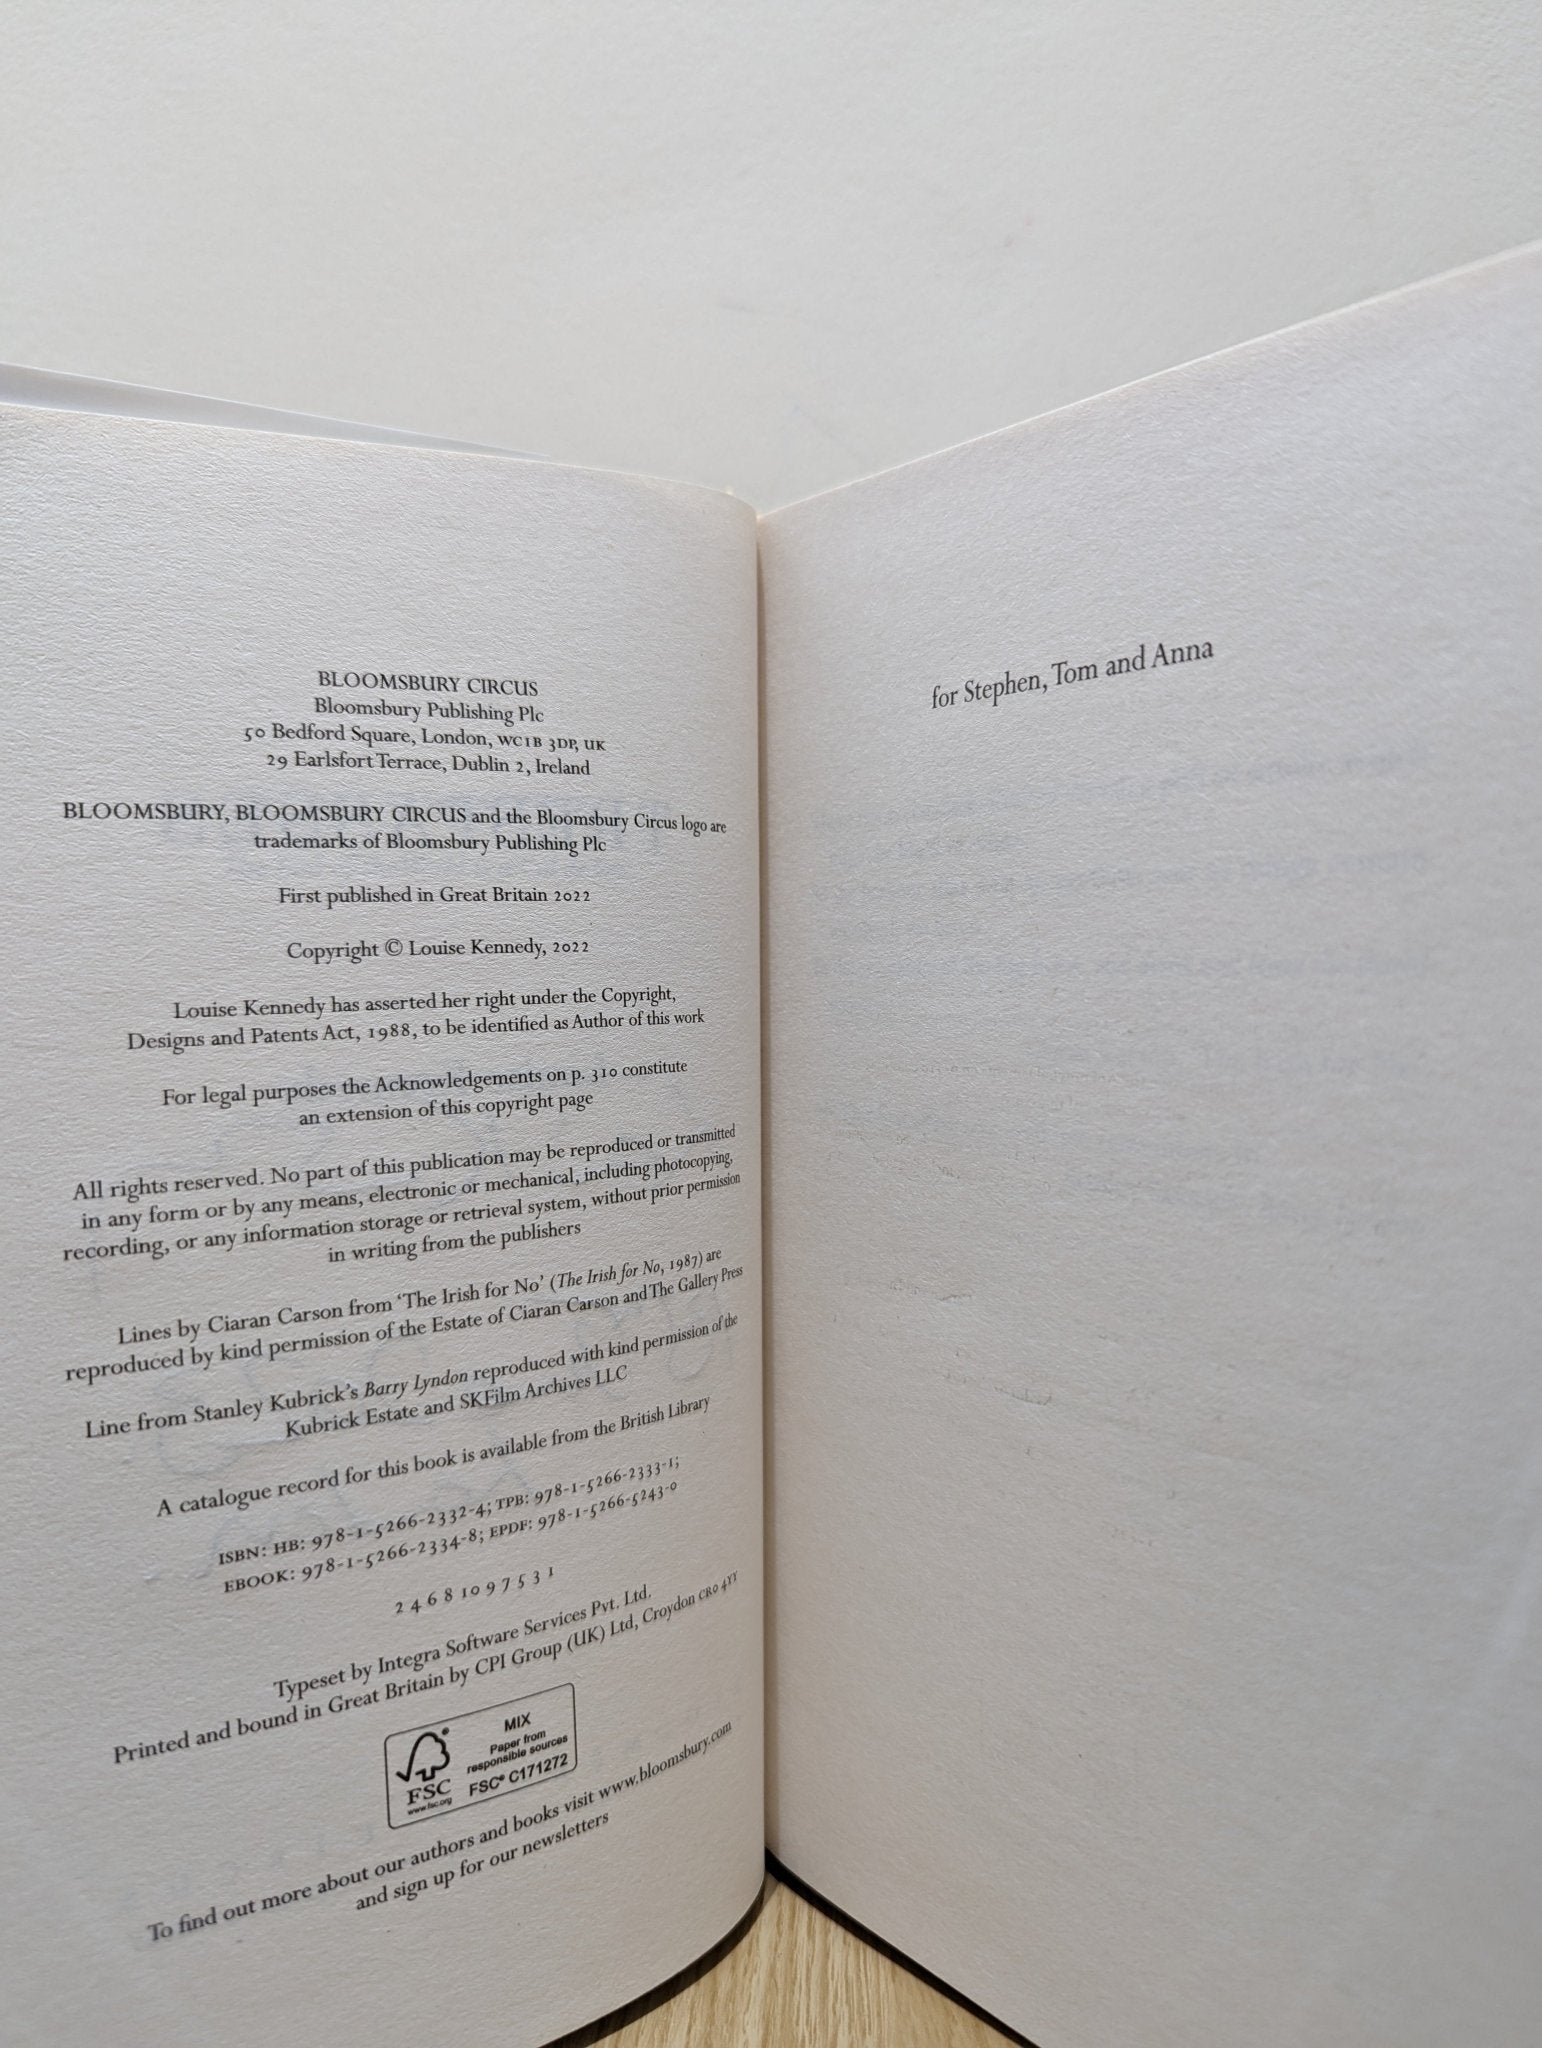 BLOOMSBURY CIRCUS
Bloomsbury Publishing Plc
50 Bedford Square, London, WC1B 3DP, UK
29 Earlsfort Terrace, Dublin 2, Ireland
BLOOMSBURY, BLOOMSBURY CIRCUS and the Bloomsbury Circus logo are
trademarks of Bloomsbury Publishing Plc
First published in Great Britain 2022
Copyright © Louise Kennedy, 2022
Louise Kennedy has asserted her right under the Copyright,
Designs and Patents Act, 1988, to be identified as Author of this work
For legal purposes the Acknowledgements on p. 310 constitute
an extension of this copyright page
All rights reserved. No part of this publication may be reproduced or transmitted
in any form or by any means, electronic or mechanical, including photocopying,
recording, or any information storage or retrieval system, without prior permission
in writing from the publishers
Lines by Ciaran Carson from ‘The Irish for No’ (The Irish for No, 1987) are
reproduced by kind permission of the Estate of Ciaran Carson and The Gallery Press
Line from Stanley Kubrick’s Barry Lyndon reproduced with kind permission of the
Kubrick Estate and SKFilm Archives LLC
A catalogue record for this book is available from the British Library
ISBN: HB: 978-1-5266-2332-4; TPB: 978-1-5266-2333-1;
EBOOK: 978-1-5266-2334-8; EPDF: 978-1-5266-5243-0
2 4 6 8 10 9 7 5 3 1
Typeset by Integra Software Services Pvt. Ltd.
Printed and bound in Great Britain by CPI Group (UK) Ltd, Croydon CR0 4YY
FSC
www.fsc.org
MIX
Paper from
responsible sources
FSC® C171272
To find out more about our authors and books visit www.bloomsbury.com
and sign up for our newsletters
for Stephen, Tom and Anna